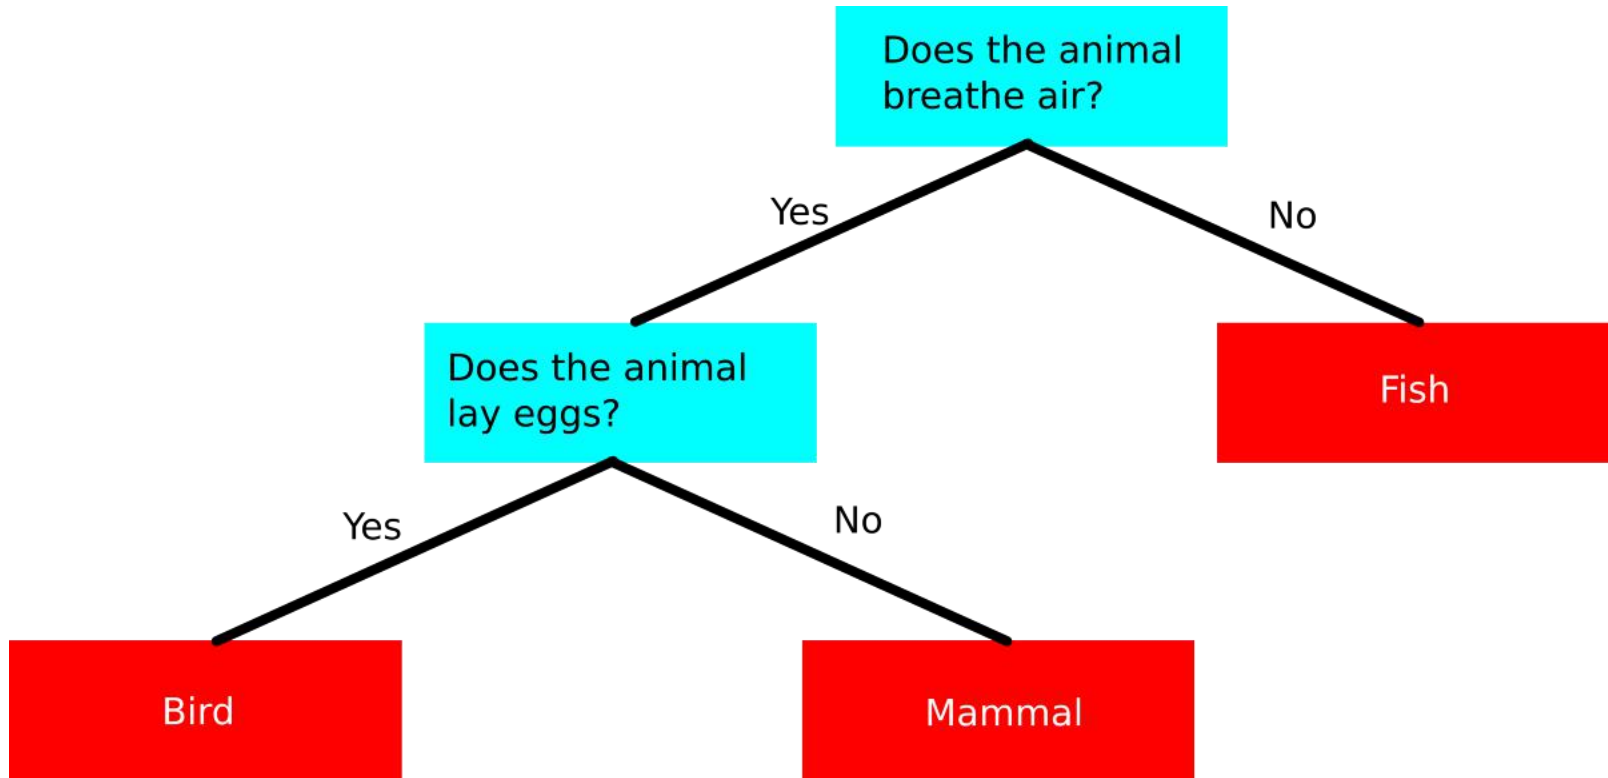 Does the animal
breathe air?
Yes
No
Does the animal
lay eggs?
Fish
Yes
No
Bird
Mammal